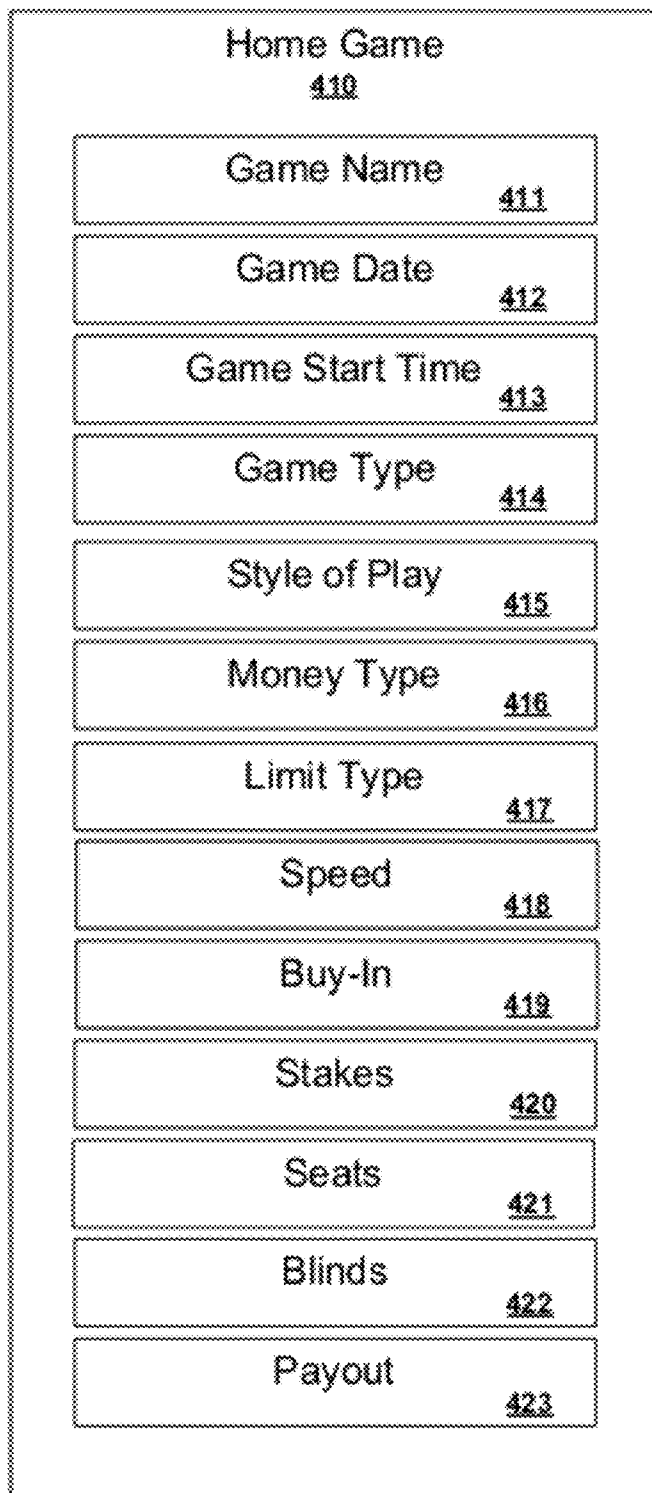 Home Game
410
Game Name
411
Game Date
412
Game Start Time
413
Game Type
414
Style of Play
415
Money Type
416
Limit Type
417
Speed
418
Buy-In
419
Stakes
420
Seats
421
Blinds
422
Payout
423